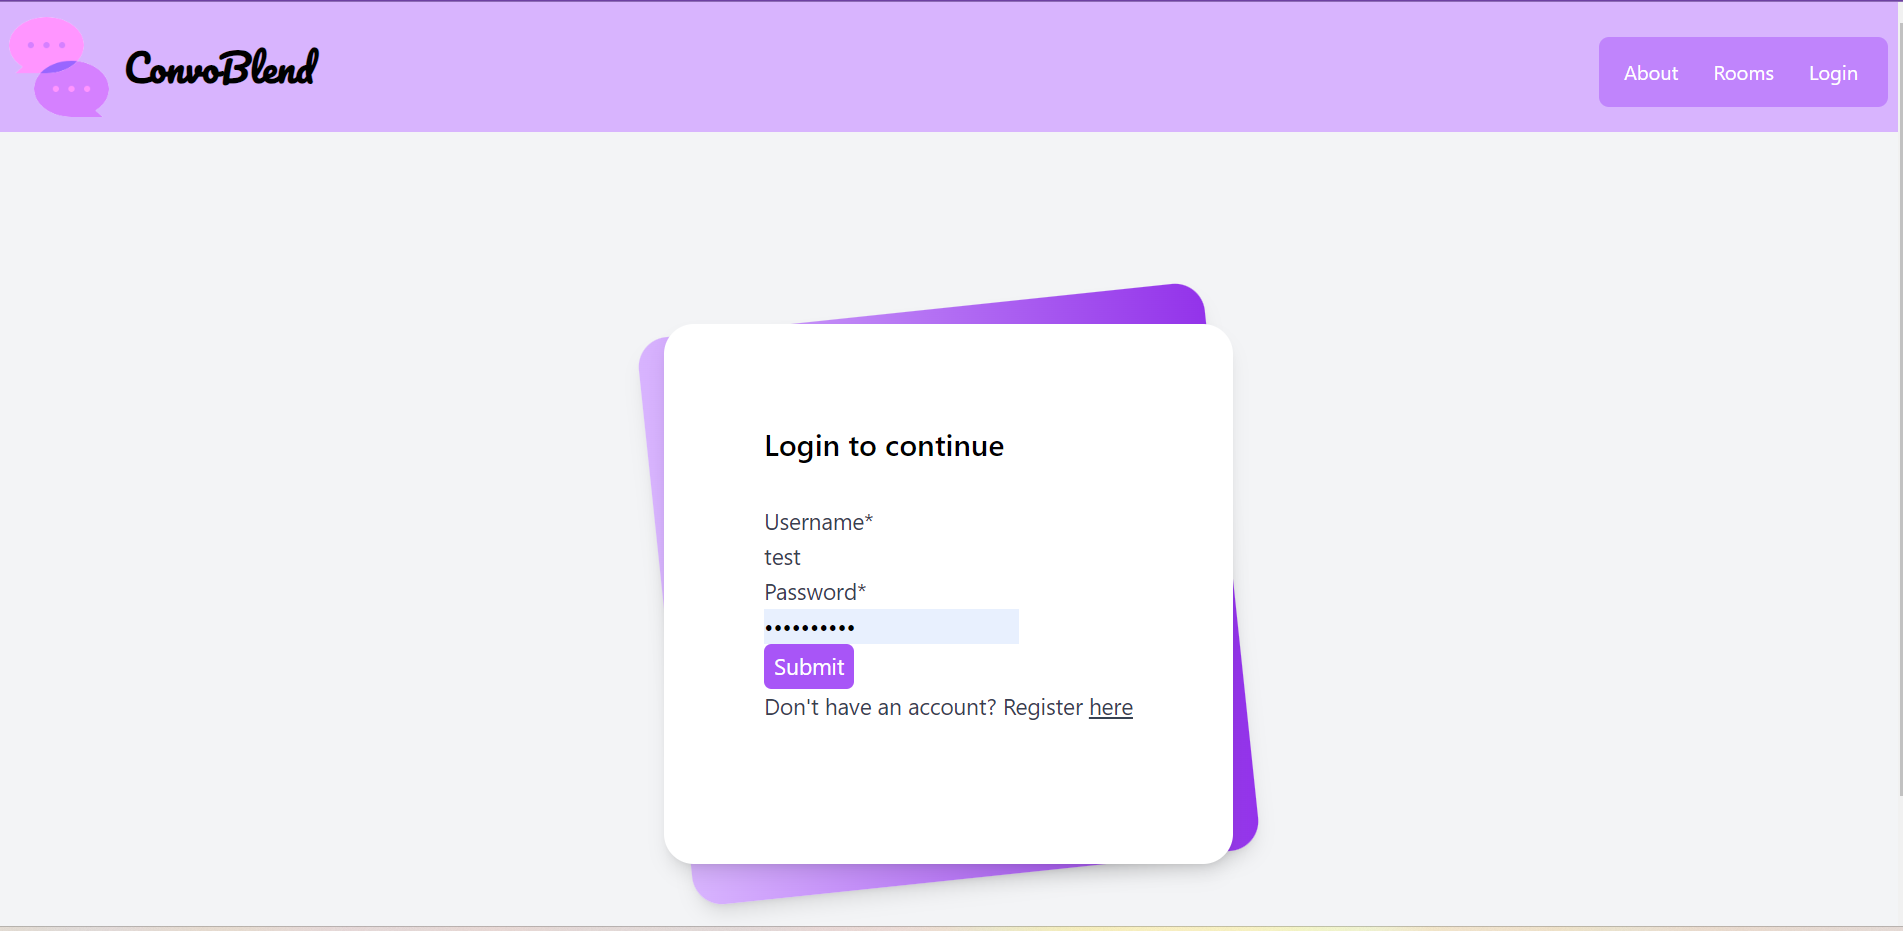 ConvoBlend
About Rooms Login
Login to continue
Username*
test
Password*
••••••••••
Submit
Don't have an account? Register here